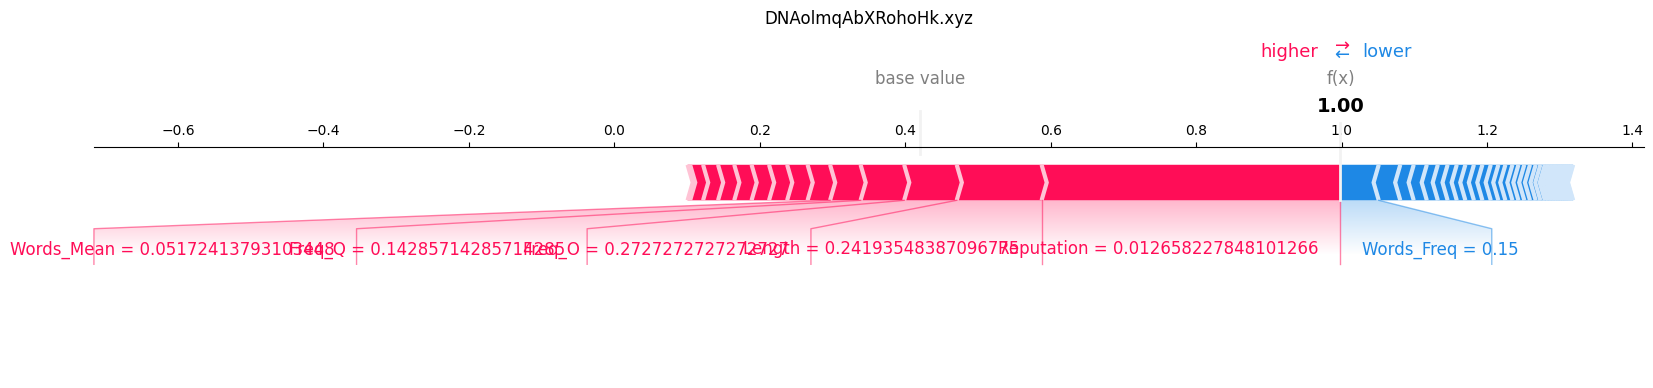 DNAolmqAbXRohoHk.xyz
higher ⇄ lower
base value f(x)
1.00
−0.6 −0.4 −0.2 0.0 0.2 0.4 0.6 0.8 1.0 1.2 1.4
Words_Mean = 0.05172413793103448 Freq_Q = 0.14285714285714285 Freq_O = 0.2727272727272727 Length = 0.24193548387096775 Reputation = 0.012658227848101266 Words_Freq = 0.15